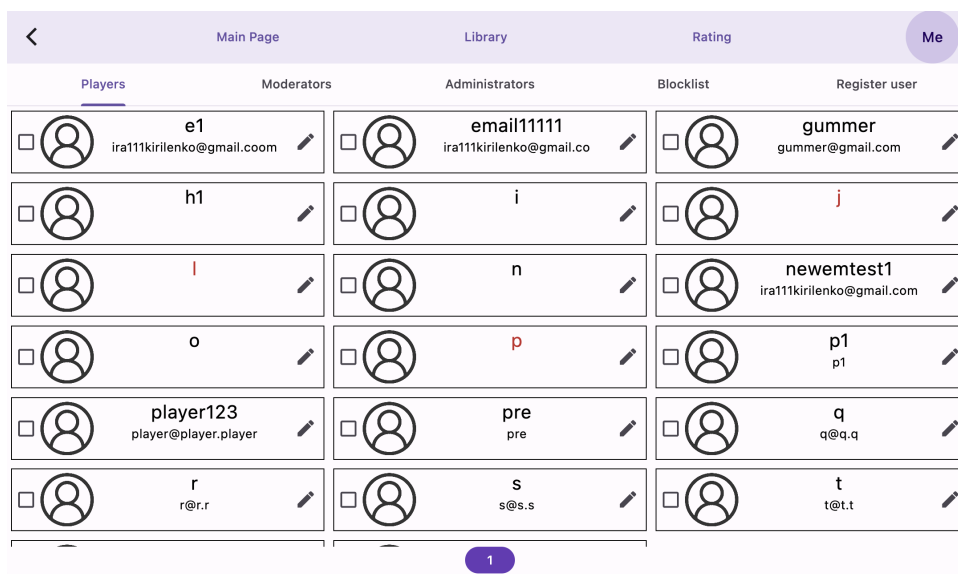 Main Page Library Rating Me
Players Moderators Administrators Blocklist Register user
e1
ira111kirilenko@gmail.coom
email11111
ira111kirilenko@gmail.co
gummer
gummer@gmail.com
h1
i
j
l
n
newemtest1
ira111kirilenko@gmail.com
o
p
p1
p1
player123
player@player.player
pre
pre
q
q@q.q
r
r@r.r
s
s@s.s
t
t@t.t
1